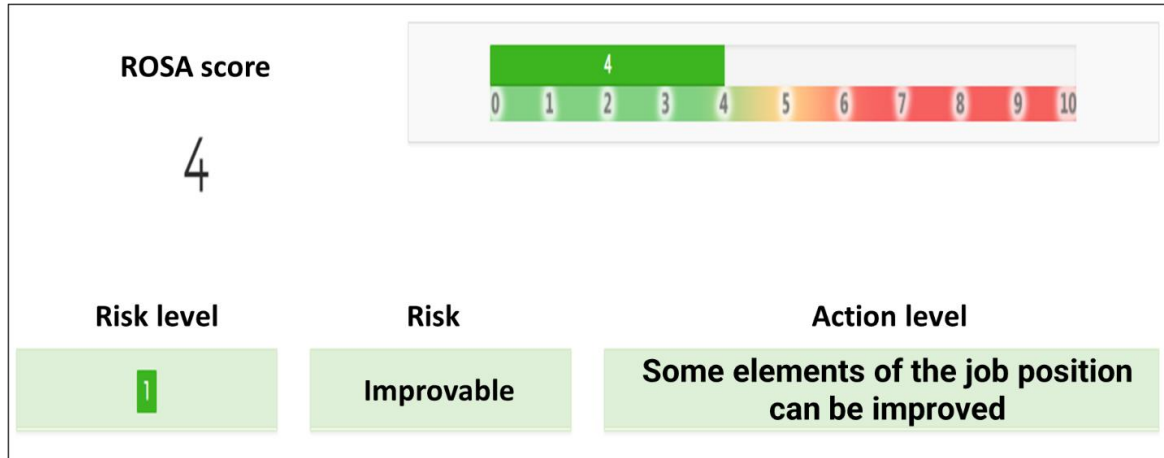 ROSA score
4
4
0 1 2 3 4 5 6 7 8 9 10
Risk level
Risk
Action level
1
Improvable
Some elements of the job position
can be improved